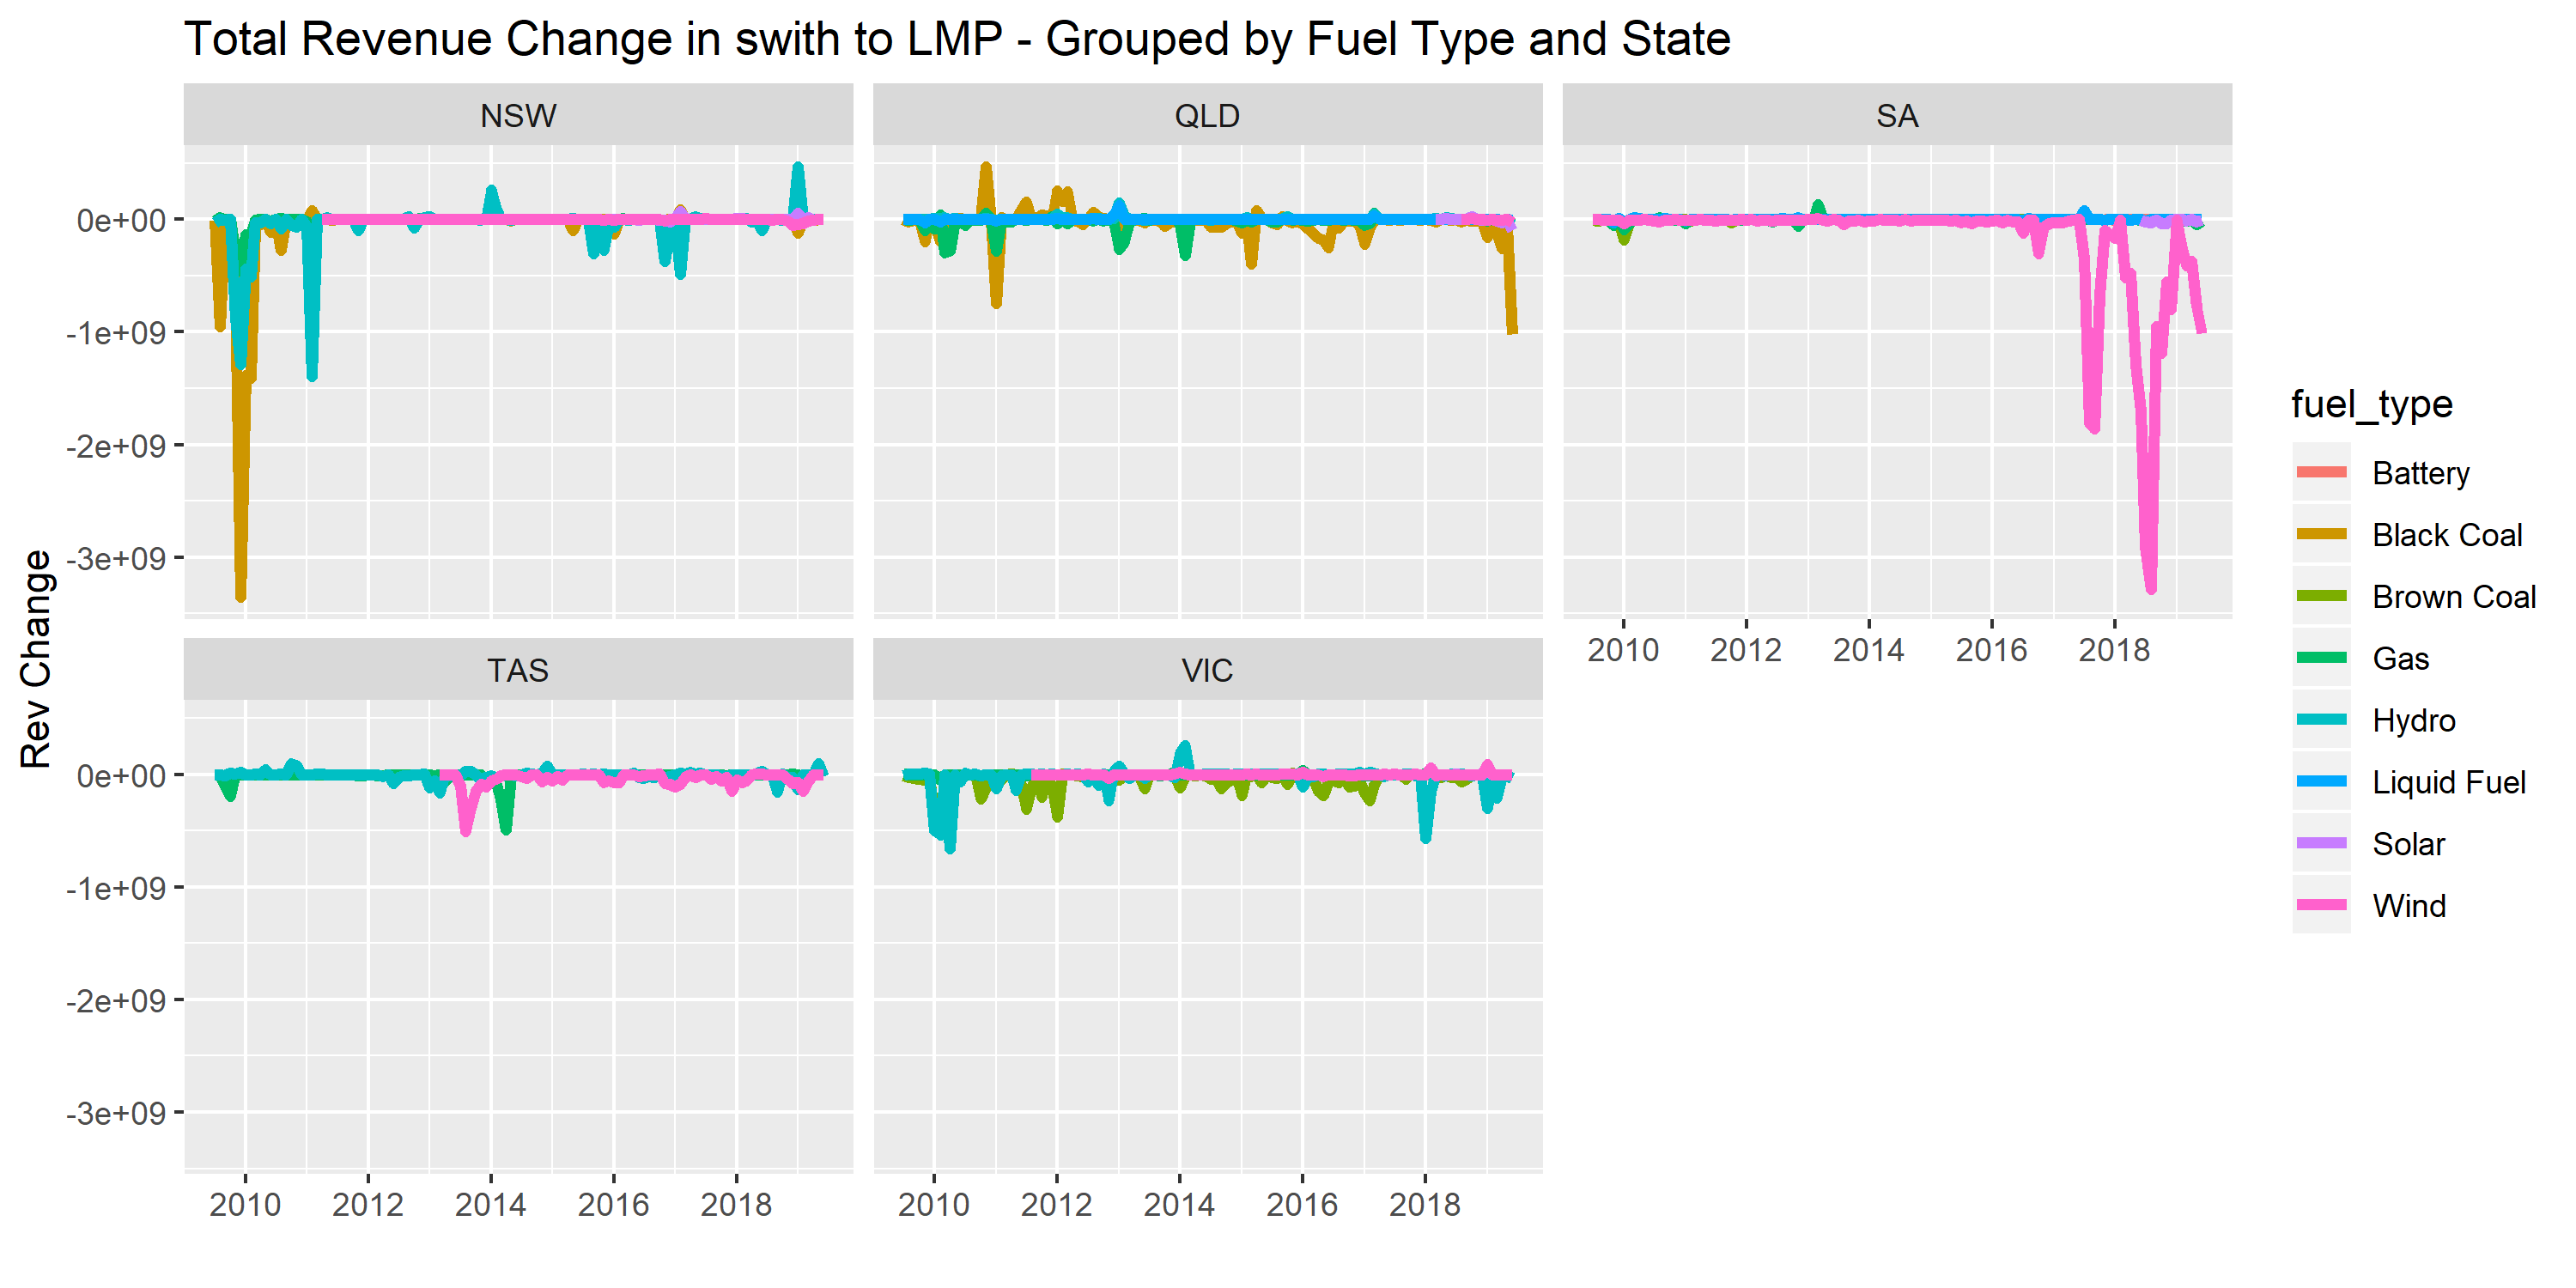 Total Revenue Change in swith to LMP - Grouped by Fuel Type and State
NSW
QLD
SA
0e+00
-1e+09
-2e+09
-3e+09
2010 2012 2014 2016 2018
TAS
VIC
0e+00
-1e+09
-2e+09
-3e+09
2010 2012 2014 2016 2018
2010 2012 2014 2016 2018
Rev Change
fuel_type
Battery
Black Coal
Brown Coal
Gas
Hydro
Liquid Fuel
Solar
Wind